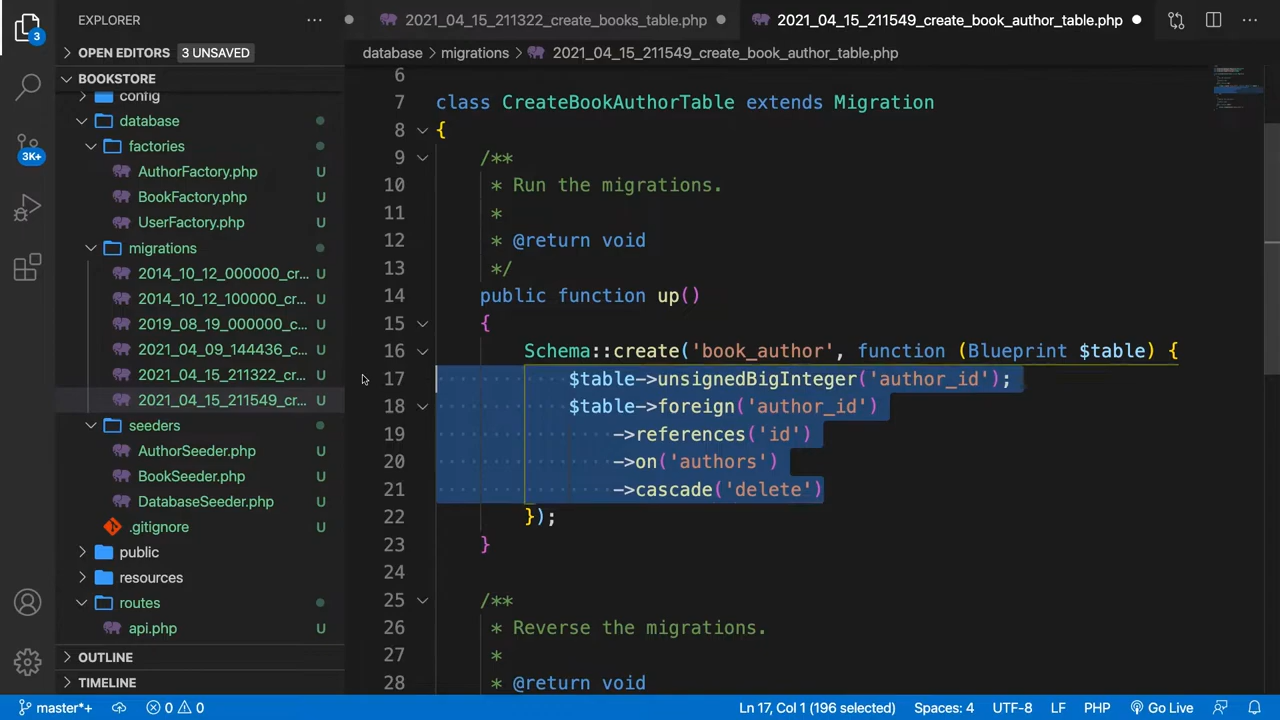 EXPLORER
2021_04_15_211322_create_books_table.php
2021_04_15_211549_create_book_author_table.php
OPEN EDITORS 3 UNSAVED
database > migrations > 2021_04_15_211549_create_book_author_table.php
3
BOOKSTORE
config
database
factories
AuthorFactory.php U
BookFactory.php U
UserFactory.php U
migrations
2014_10_12_000000_cr... U
2014_10_12_100000_cr... U
2019_08_19_000000_c... U
2021_04_09_144436_c... U
2021_04_15_211322_cr... U
2021_04_15_211549_cr... U
seeders
AuthorSeeder.php U
BookSeeder.php U
DatabaseSeeder.php U
.gitignore U
public
resources
routes
api.php U
OUTLINE
TIMELINE
3K+
6
7 class CreateBookAuthorTable extends Migration
8 {
9 /**
10 * Run the migrations.
11 *
12 * @return void
13 */
14 public function up()
15 {
16 Schema::create('book_author', function (Blueprint $table) {
17 $table->unsignedBigInteger('author_id');
18 $table->foreign('author_id')
19 ->references('id')
20 ->on('authors')
21 ->cascade('delete')
22 });
23 }
24
25 /**
26 * Reverse the migrations.
27 *
28 * @return void
master*+ 0 0 Ln 17, Col 1 (196 selected) Spaces: 4 UTF-8 LF PHP Go Live